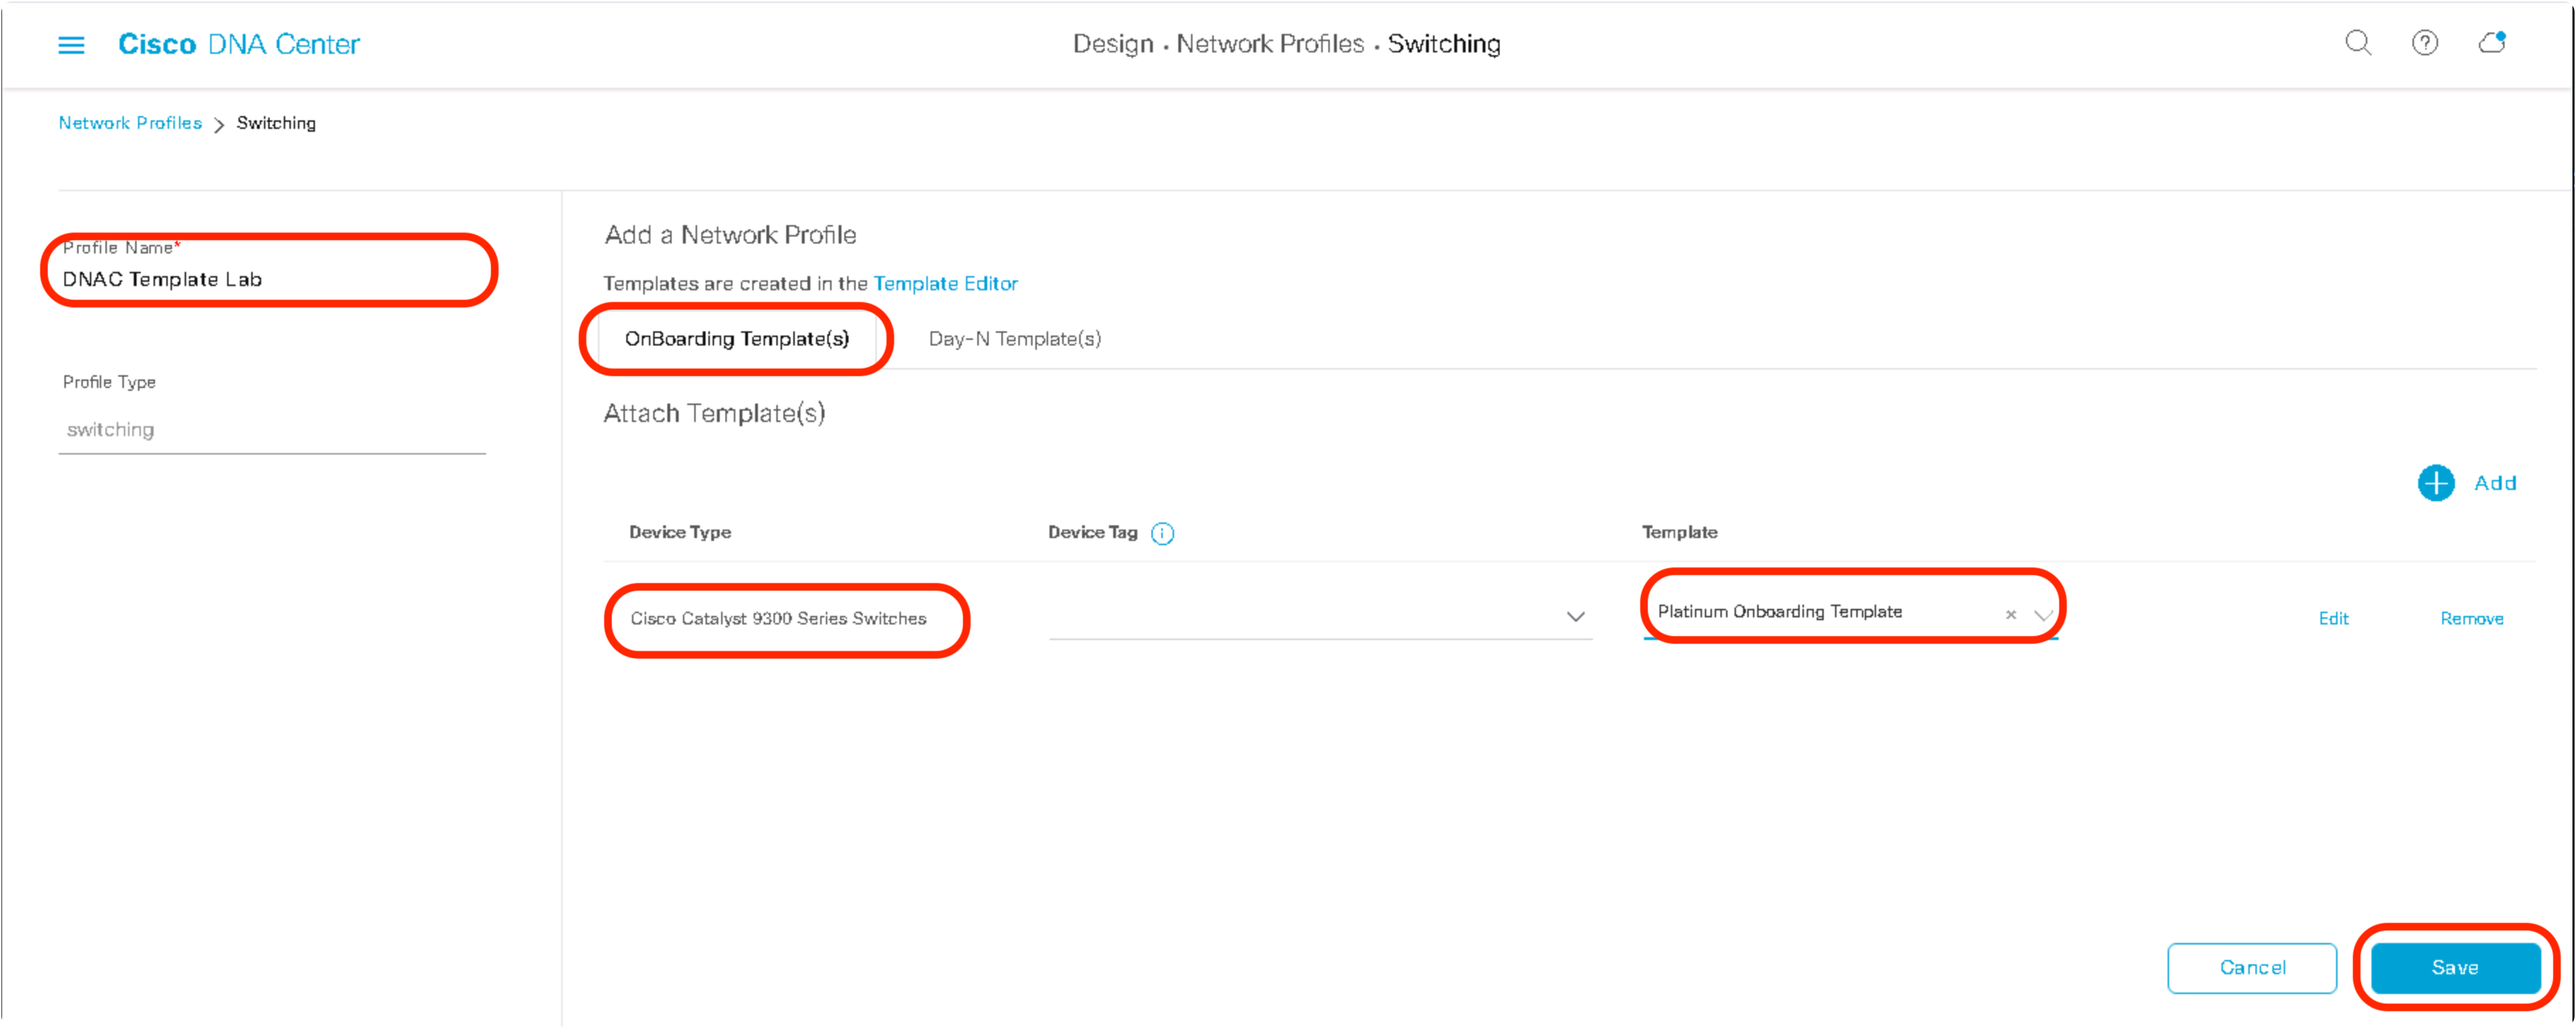 Cisco DNA Center
Design · Network Profiles · Switching
Network Profiles > Switching
Profile Name*
DNAC Template Lab
Profile Type
switching
Add a Network Profile
Templates are created in the Template Editor
OnBoarding Template(s)
Day-N Template(s)
Attach Template(s)
Add
Device Type
Device Tag
Template
Cisco Catalyst 9300 Series Switches
Platinum Onboarding Template
Edit
Remove
Cancel
Save